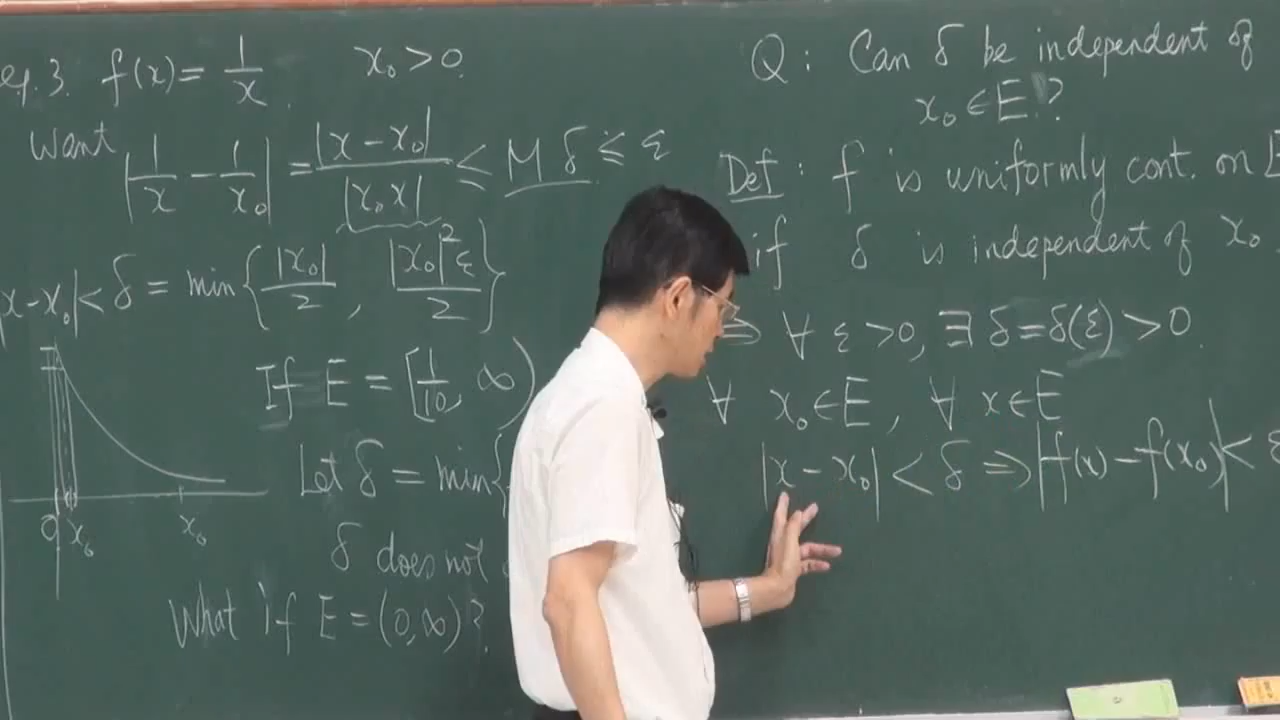 eg. 3. f(x) = 1/x x₀ > 0.
Want |1/x − 1/x₀| = |x − x₀| / |x₀x| ≤ M δ ≤ ε
|x − x₀| < δ = min{ |x₀|/2 , |x₀|²ε/2 }
If E = [1/10, ∞)
Let δ = min{
δ does not
What if E = (0, ∞)?
0 x₀ x₀
Q: Can δ be independent of
x₀ ∈ E ?
Def: f is uniformly cont. on
if δ is independent of x₀
⇒ ∀ ε > 0, ∃ δ = δ(ε) > 0.
∀ x₀ ∈ E, ∀ x ∈ E
|x − x₀| < δ ⇒ |f(x) − f(x₀)| < ε